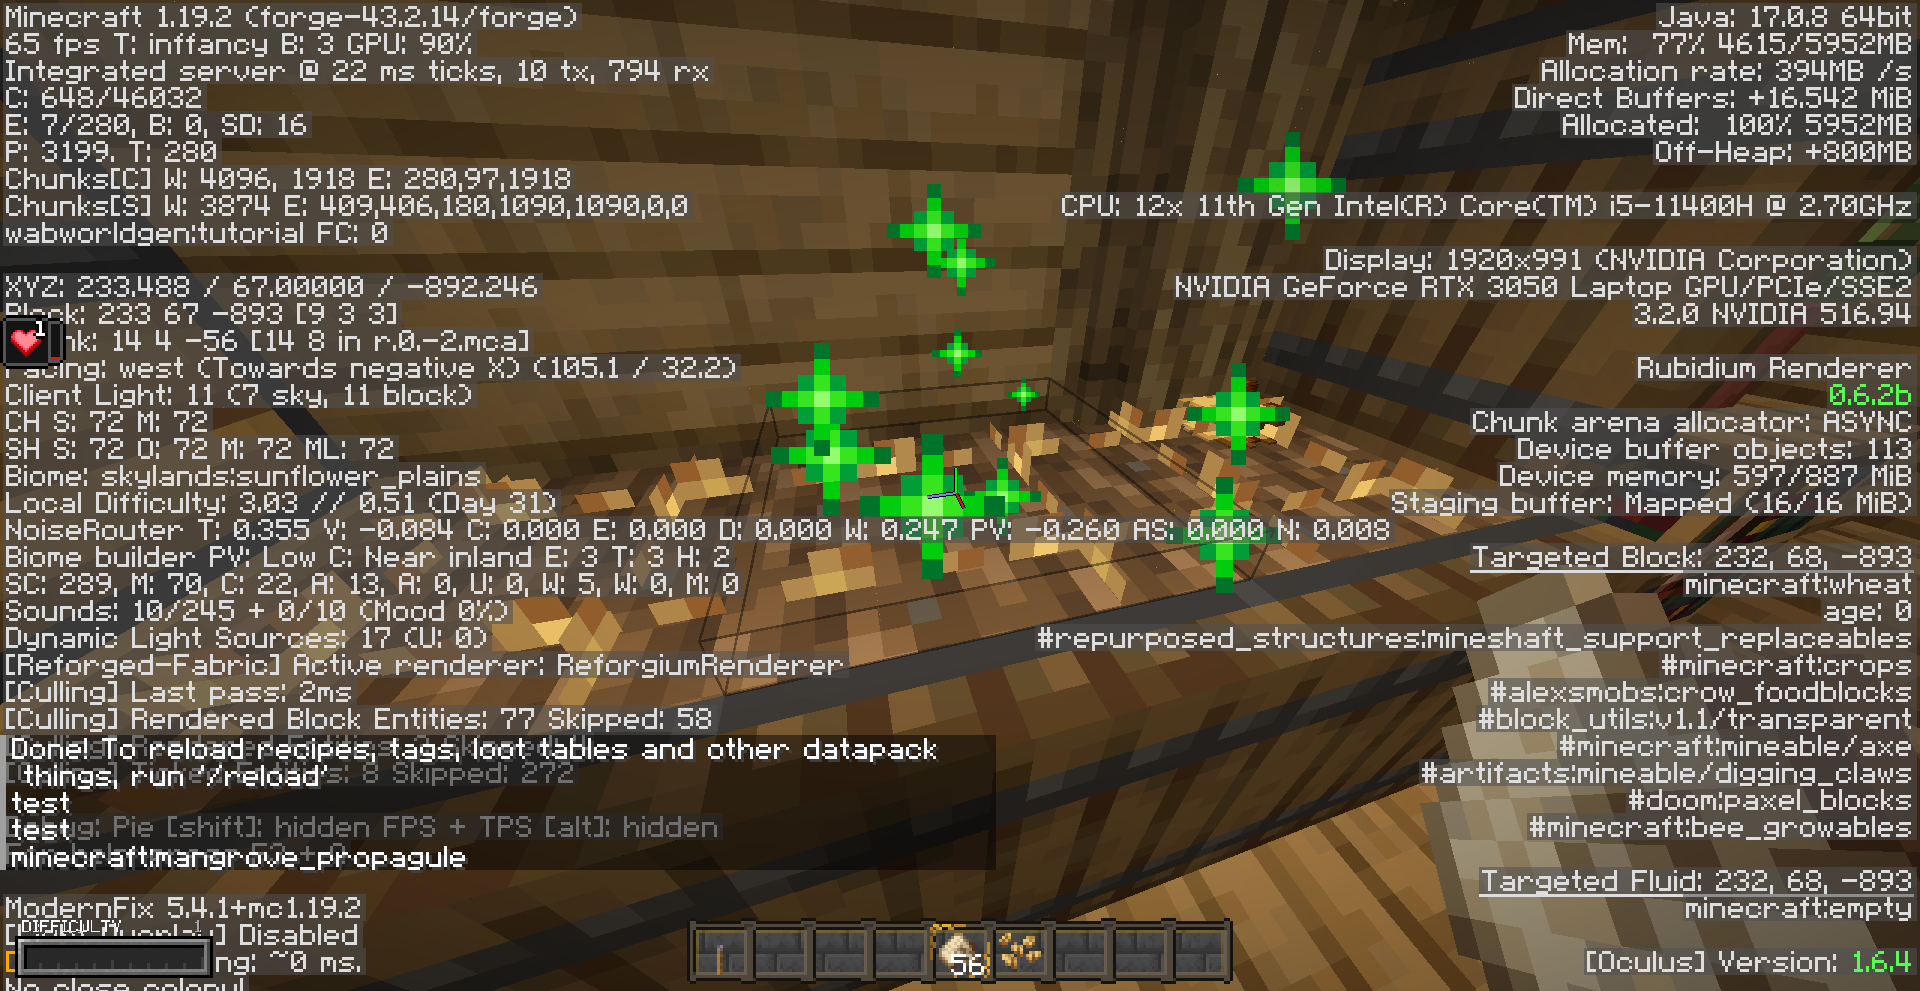 Minecraft 1.19.2 (forge-43.2.14/forge)
65 fps T: inffancy B: 3 GPU: 90%
Integrated server @ 22 ms ticks, 10 tx, 794 rx
C: 648/46032
E: 7/280, B: 0, SD: 16
P: 3199. T: 280
Chunks[C] W: 4096, 1918 E: 280,97,1918
Chunks[S] W: 3874 E: 409,406,180,1090,1090,0,0
wabworldgen:tutorial FC: 0
XYZ: 233.488 / 67.00000 / -892.246
233 67 -893 [9 3 3]
14 4 -56 [14 8 in r.0.-2.mca]
1
Facing: west (Towards negative X) (105.1 / 32.2)
Client Light: 11 (7 sky, 11 block)
CH S: 72 M: 72
SH S: 72 O: 72 M: 72 ML: 72
Biome: skylands:sunflower_plains
Local Difficulty: 3.03 // 0.51 (Day 31)
NoiseRouter T: 0.355 V: -0.084 C: 0.000 E: 0.000 D: 0.000 W: 0.247 PV: -0.260 AS: 0.000 N: 0.008
Biome builder PV: Low C: Near inland E: 3 T: 3 H: 2
SC: 289, M: 70, C: 22, A: 13, A: 0, U: 0, W: 5, W: 0, M: 0
Sounds: 10/245 + 0/10 (Mood 0%)
Dynamic Light Sources: 17 (U: 0)
[Reforged-Fabric] Active renderer: ReforgiumRenderer
[Culling] Last pass: 2ms
[Culling] Rendered Block Entities: 77 Skipped: 58
Done! To reload recipes, tags, loot tables and other datapack
things, run '/reload'
8 Skipped: 272
test
test
Pie [shift]: hidden FPS + TPS [alt]: hidden
minecraft:mangrove_propagule
ModernFix 5.4.1+mc1.19.2
DIFFICULTY 1
Disabled
~0 ms.
No close colony!
Java: 17.0.8 64bit
Mem: 77% 4615/5952MB
Allocation rate: 394MB /s
Direct Buffers: +16.542 MiB
Allocated: 100% 5952MB
Off-Heap: +800MB
CPU: 12x 11th Gen Intel(R) Core(TM) i5-11400H @ 2.70GHz
Display: 1920x991 (NVIDIA Corporation)
NVIDIA GeForce RTX 3050 Laptop GPU/PCIe/SSE2
3.2.0 NVIDIA 516.94
Rubidium Renderer
0.6.2b
Chunk arena allocator: ASYNC
Device buffer objects: 113
Device memory: 597/887 MiB
Staging buffer: Mapped (16/16 MiB)
Targeted Block: 232, 68, -893
minecraft:wheat
age: 0
#repurposed_structures:mineshaft_support_replaceables
#minecraft:crops
#alexsmobs:crow_foodblocks
#block_utils:v1.1/transparent
#minecraft:mineable/axe
#artifacts:mineable/digging_claws
#doom:paxel_blocks
#minecraft:bee_growables
Targeted Fluid: 232, 68, -893
minecraft:empty
[Oculus] Version: 1.6.4
56